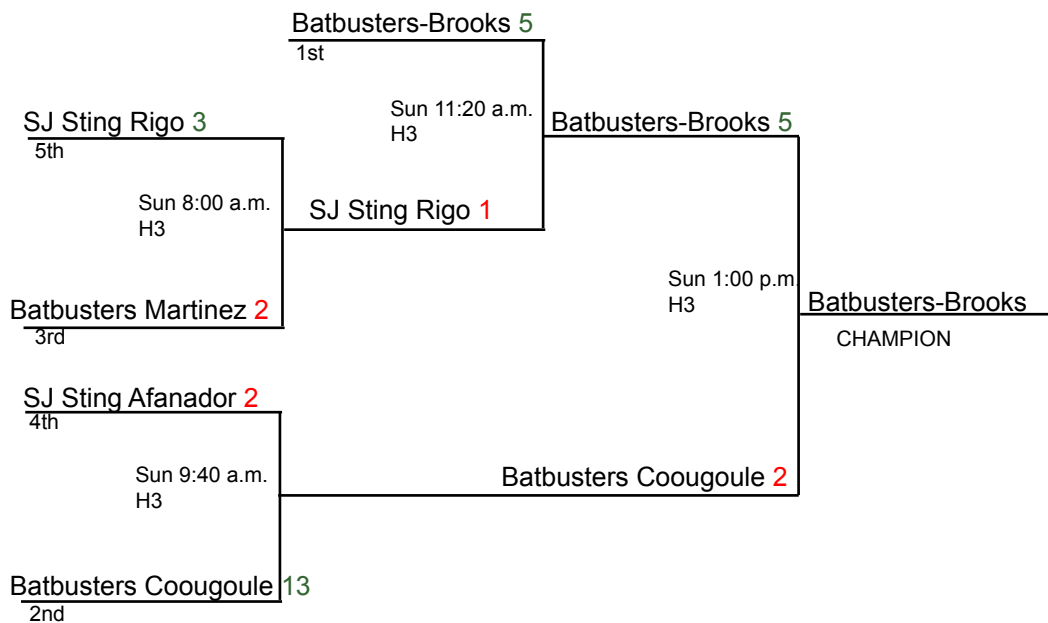 Batbusters-Brooks 5
1st
Sun 11:20 a.m.
H3
SJ Sting Rigo 3
5th
Batbusters-Brooks 5
Sun 8:00 a.m.
H3
SJ Sting Rigo 1
Sun 1:00 p.m.
H3
Batbusters Martinez 2
3rd
Batbusters-Brooks
CHAMPION
SJ Sting Afanador 2
4th
Sun 9:40 a.m.
H3
Batbusters Coougoule 2
Batbusters Coougoule 13
2nd